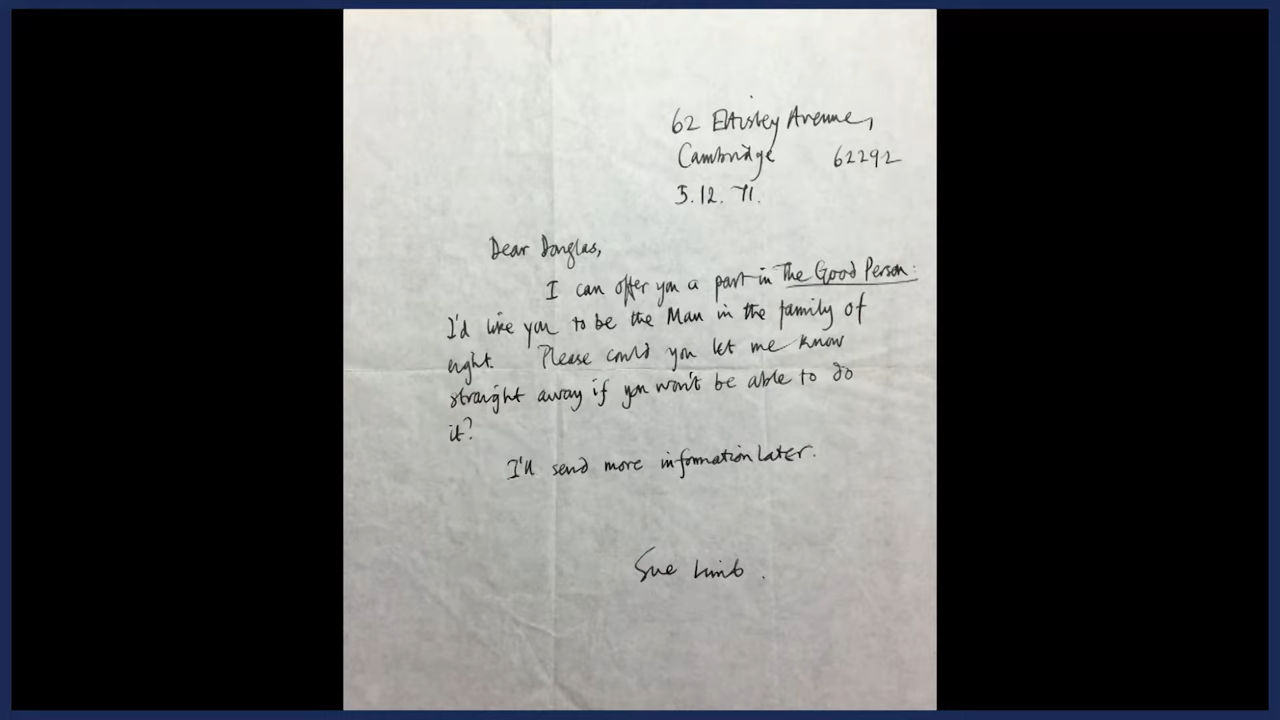 62 Eltisley Avenue,
Cambridge 62292
5.12.71.
Dear Douglas,
I can offer you a part in The Good Person:
I'd like you to be the Man in the family of
eight. Please could you let me know
straight away if you won't be able to do
it?
I'll send more information later.
Sue Limb.